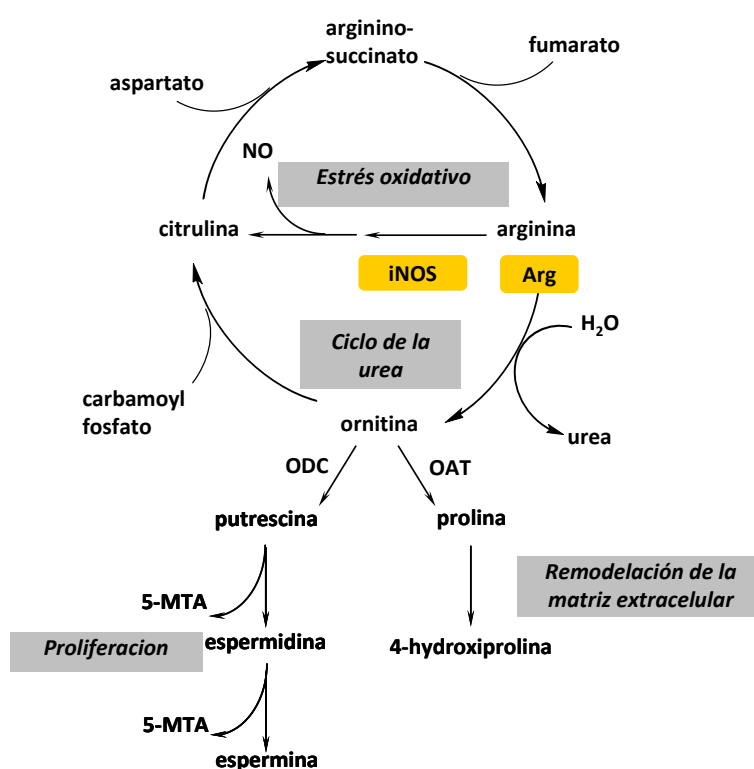 arginino-
succinato
fumarato
aspartato
NO
Estrés oxidativo
citrulina
arginina
iNOS
Arg
H₂O
Ciclo de la
urea
carbamoyl
fosfato
ornitina
urea
ODC
OAT
putrescina
prolina
Remodelación de la
matriz extracelular
5-MTA
Proliferacion
espermidina
4-hydroxiprolina
5-MTA
espermina